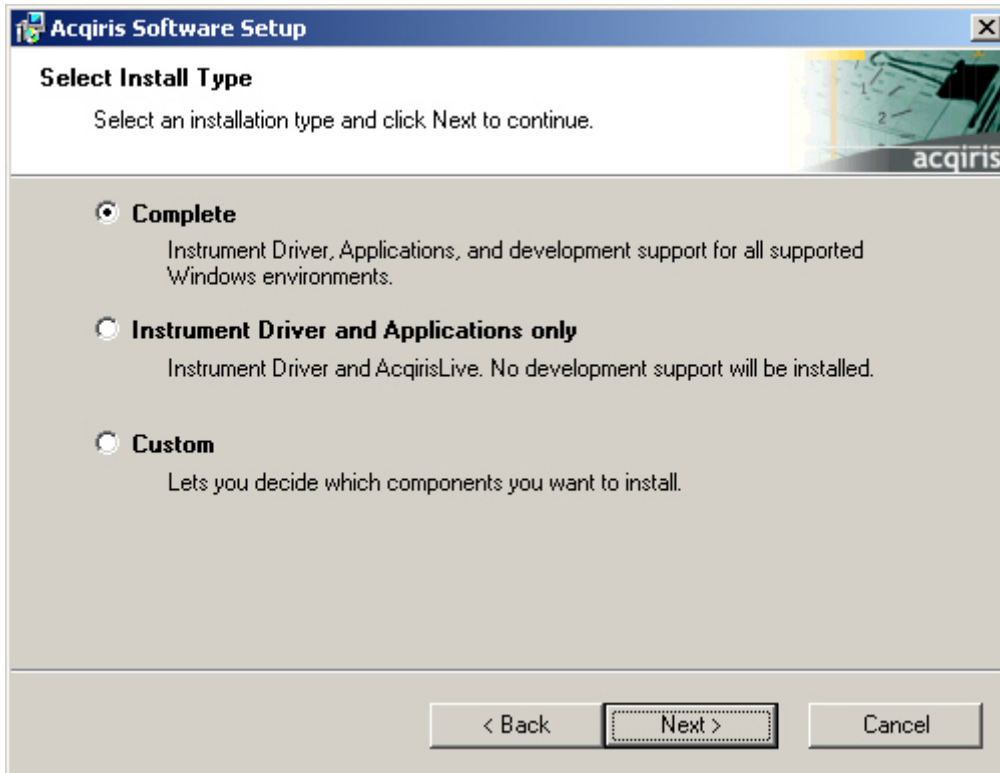 Acqiris Software Setup
Select Install Type
Select an installation type and click Next to continue.
1
2
acqiris
Complete
Instrument Driver, Applications, and development support for all supported
Windows environments.
Instrument Driver and Applications only
Instrument Driver and AcqirisLive. No development support will be installed.
Custom
Lets you decide which components you want to install.
< Back
Next >
Cancel